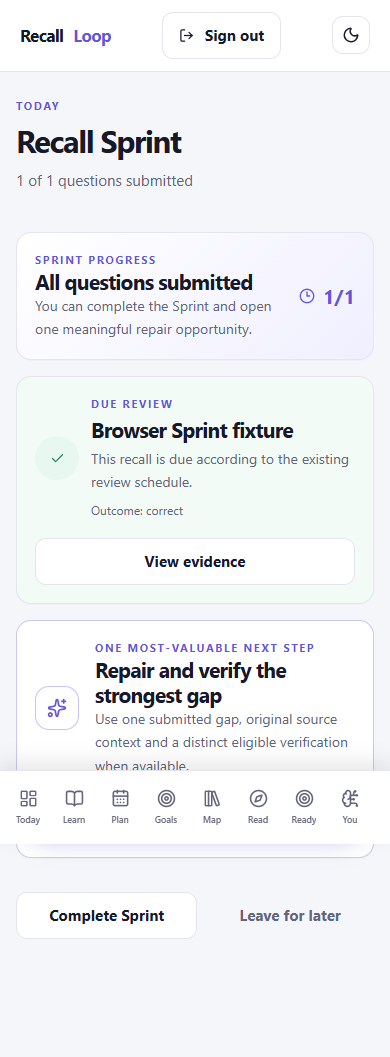 Recall Loop
Sign out
TODAY
Recall Sprint
1 of 1 questions submitted
SPRINT PROGRESS
All questions submitted
You can complete the Sprint and open
one meaningful repair opportunity.
1/1
DUE REVIEW
Browser Sprint fixture
This recall is due according to the existing
review schedule.
Outcome: correct
View evidence
ONE MOST-VALUABLE NEXT STEP
Repair and verify the
strongest gap
Use one submitted gap, original source
context and a distinct eligible verification
when available.
Today Learn Plan Goals Map Read Ready You
Complete Sprint
Leave for later